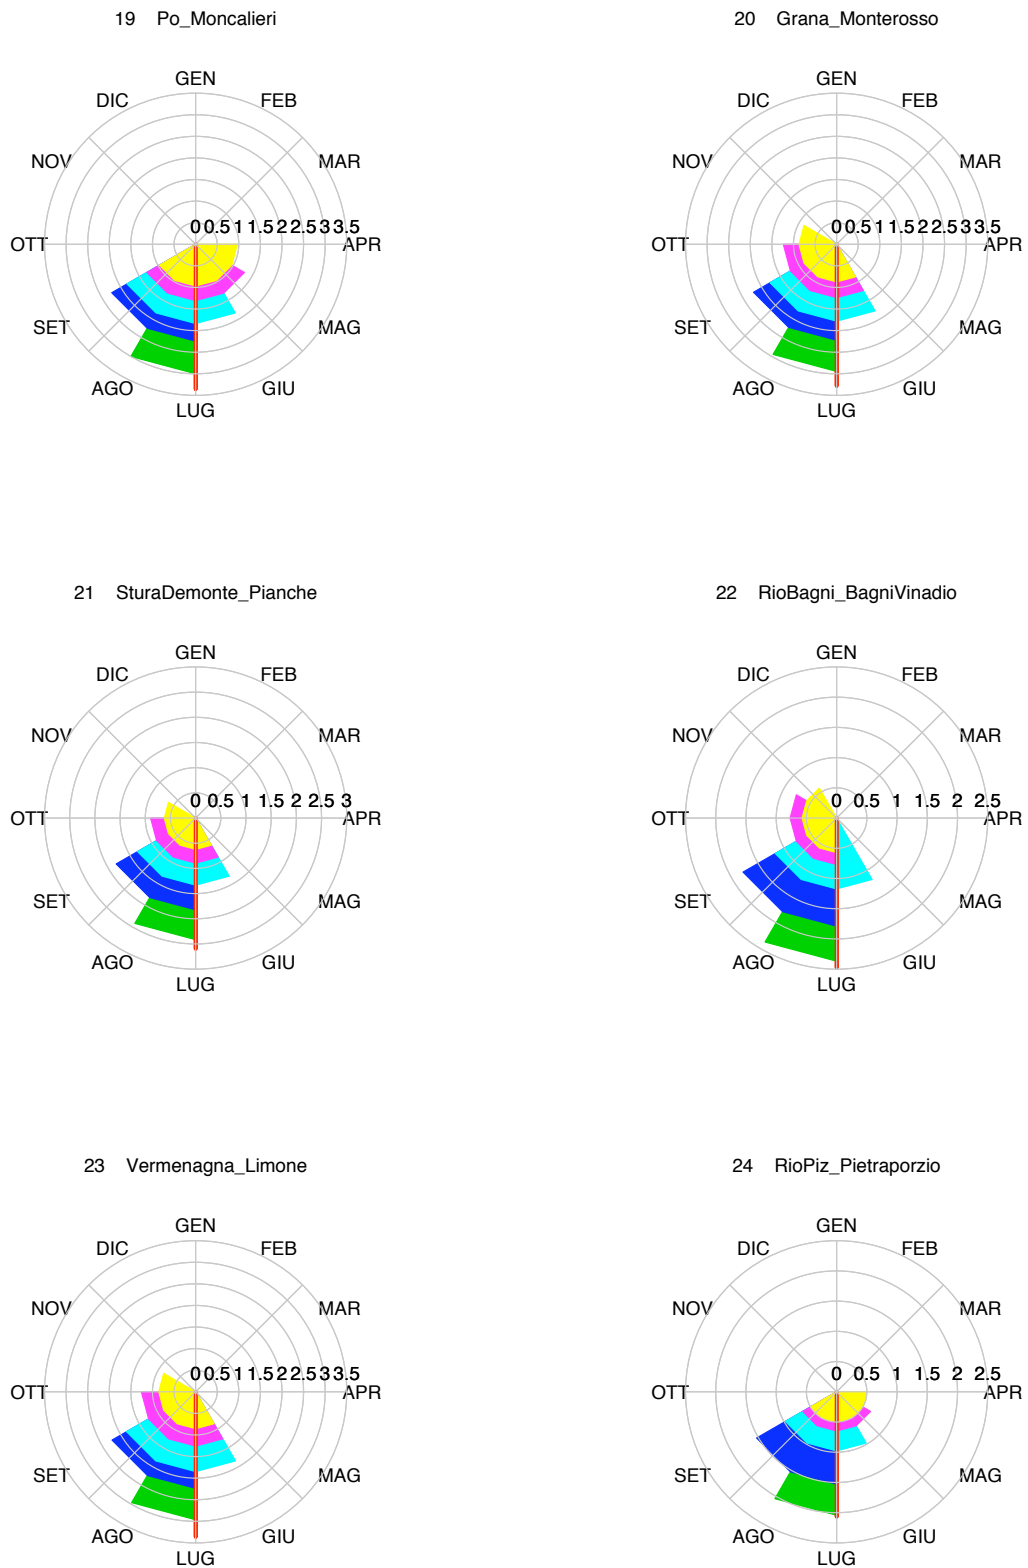 19 Po_Moncalieri
20 Grana_Monterosso
GEN
DIC FEB
NOV MAR
0 0.5 1 1.5 2 2.5 3 3.5
OTT APR
SET MAG
AGO GIU
LUG
GEN
DIC FEB
NOV MAR
0 0.5 1 1.5 2 2.5 3 3.5
OTT APR
SET MAG
AGO GIU
LUG
21 SturaDemonte_Pianche
22 RioBagni_BagniVinadio
GEN
DIC FEB
NOV MAR
0 0.5 1 1.5 2 2.5 3
OTT APR
SET MAG
AGO GIU
LUG
GEN
DIC FEB
NOV MAR
0 0.5 1 1.5 2 2.5
OTT APR
SET MAG
AGO GIU
LUG
23 Vermenagna_Limone
24 RioPiz_Pietraporzio
GEN
DIC FEB
NOV MAR
0 0.5 1 1.5 2 2.5 3 3.5
OTT APR
SET MAG
AGO GIU
LUG
GEN
DIC FEB
NOV MAR
0 0.5 1 1.5 2 2.5
OTT APR
SET MAG
AGO GIU
LUG